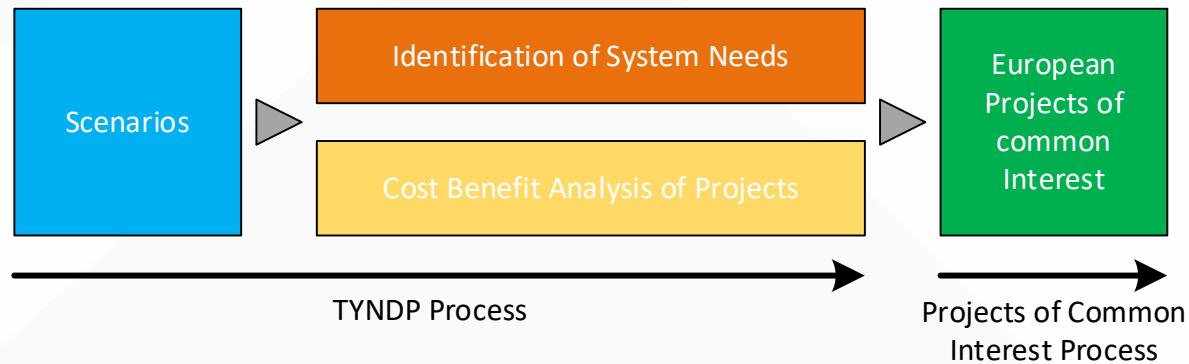 Scenarios
Identification of System Needs
Cost Benefit Analysis of Projects
European
Projects of
common
Interest
TYNDP Process
Projects of Common
Interest Process